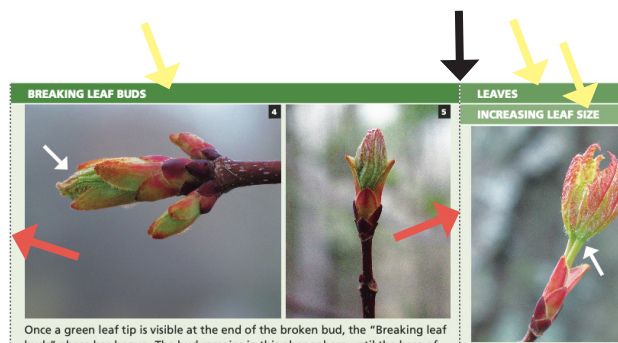 BREAKING LEAF BUDS
LEAVES
INCREASING LEAF SIZE
4
5
Once a green leaf tip is visible at the end of the broken bud, the “Breaking leaf